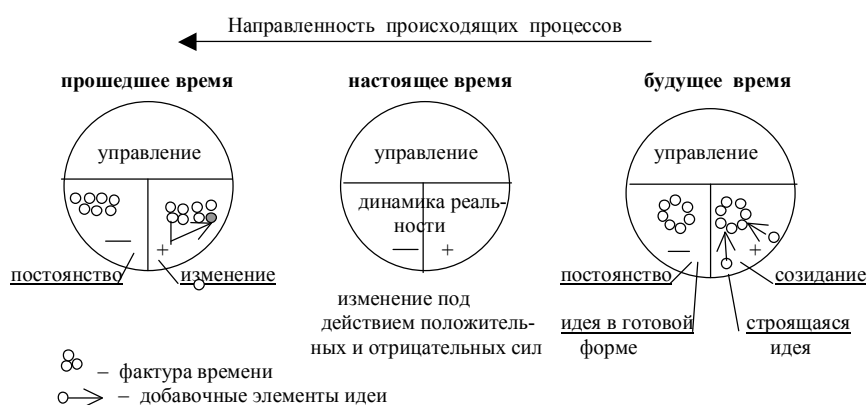 Направленность происходящих процессов
прошедшее время
настоящее время
будущее время
управление
управление
управление
динамика реаль-
ности
— +
— +
— +
постоянство
изменение
постоянство
созидание
изменение под
действием положитель-
ных и отрицательных сил
идея в готовой
форме
строящаяся
идея
– фактура времени
– добавочные элементы идеи